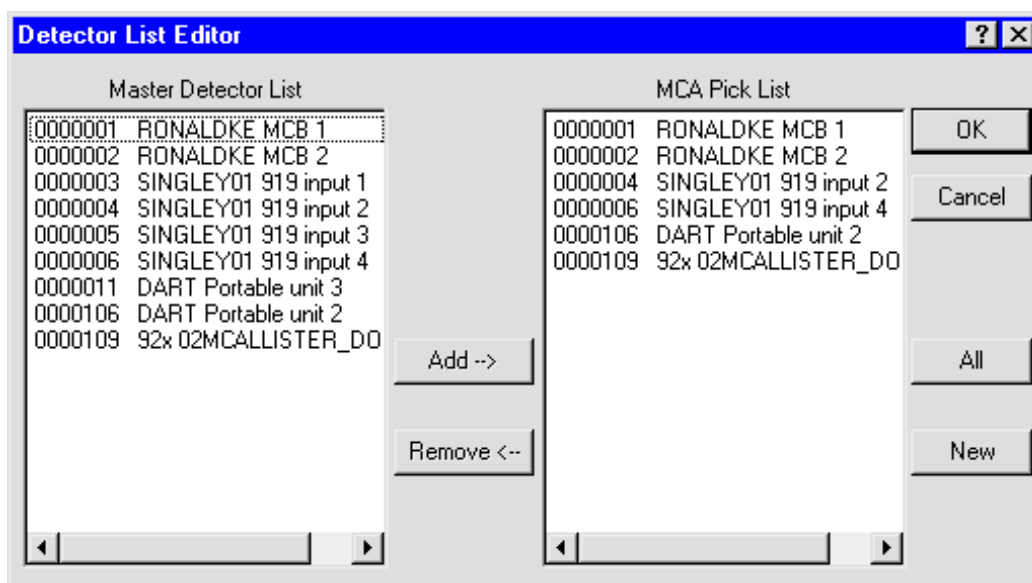 Detector List Editor
Master Detector List
0000001 RONALDKE MCB 1
0000002 RONALDKE MCB 2
0000003 SINGLEY01 919 input 1
0000004 SINGLEY01 919 input 2
0000005 SINGLEY01 919 input 3
0000006 SINGLEY01 919 input 4
0000011 DART Portable unit 3
0000106 DART Portable unit 2
0000109 92x 02MCALLISTER_DO
Add -->
Remove <--
MCA Pick List
0000001 RONALDKE MCB 1
0000002 RONALDKE MCB 2
0000004 SINGLEY01 919 input 2
0000006 SINGLEY01 919 input 4
0000106 DART Portable unit 2
0000109 92x 02MCALLISTER_DO
OK
Cancel
All
New